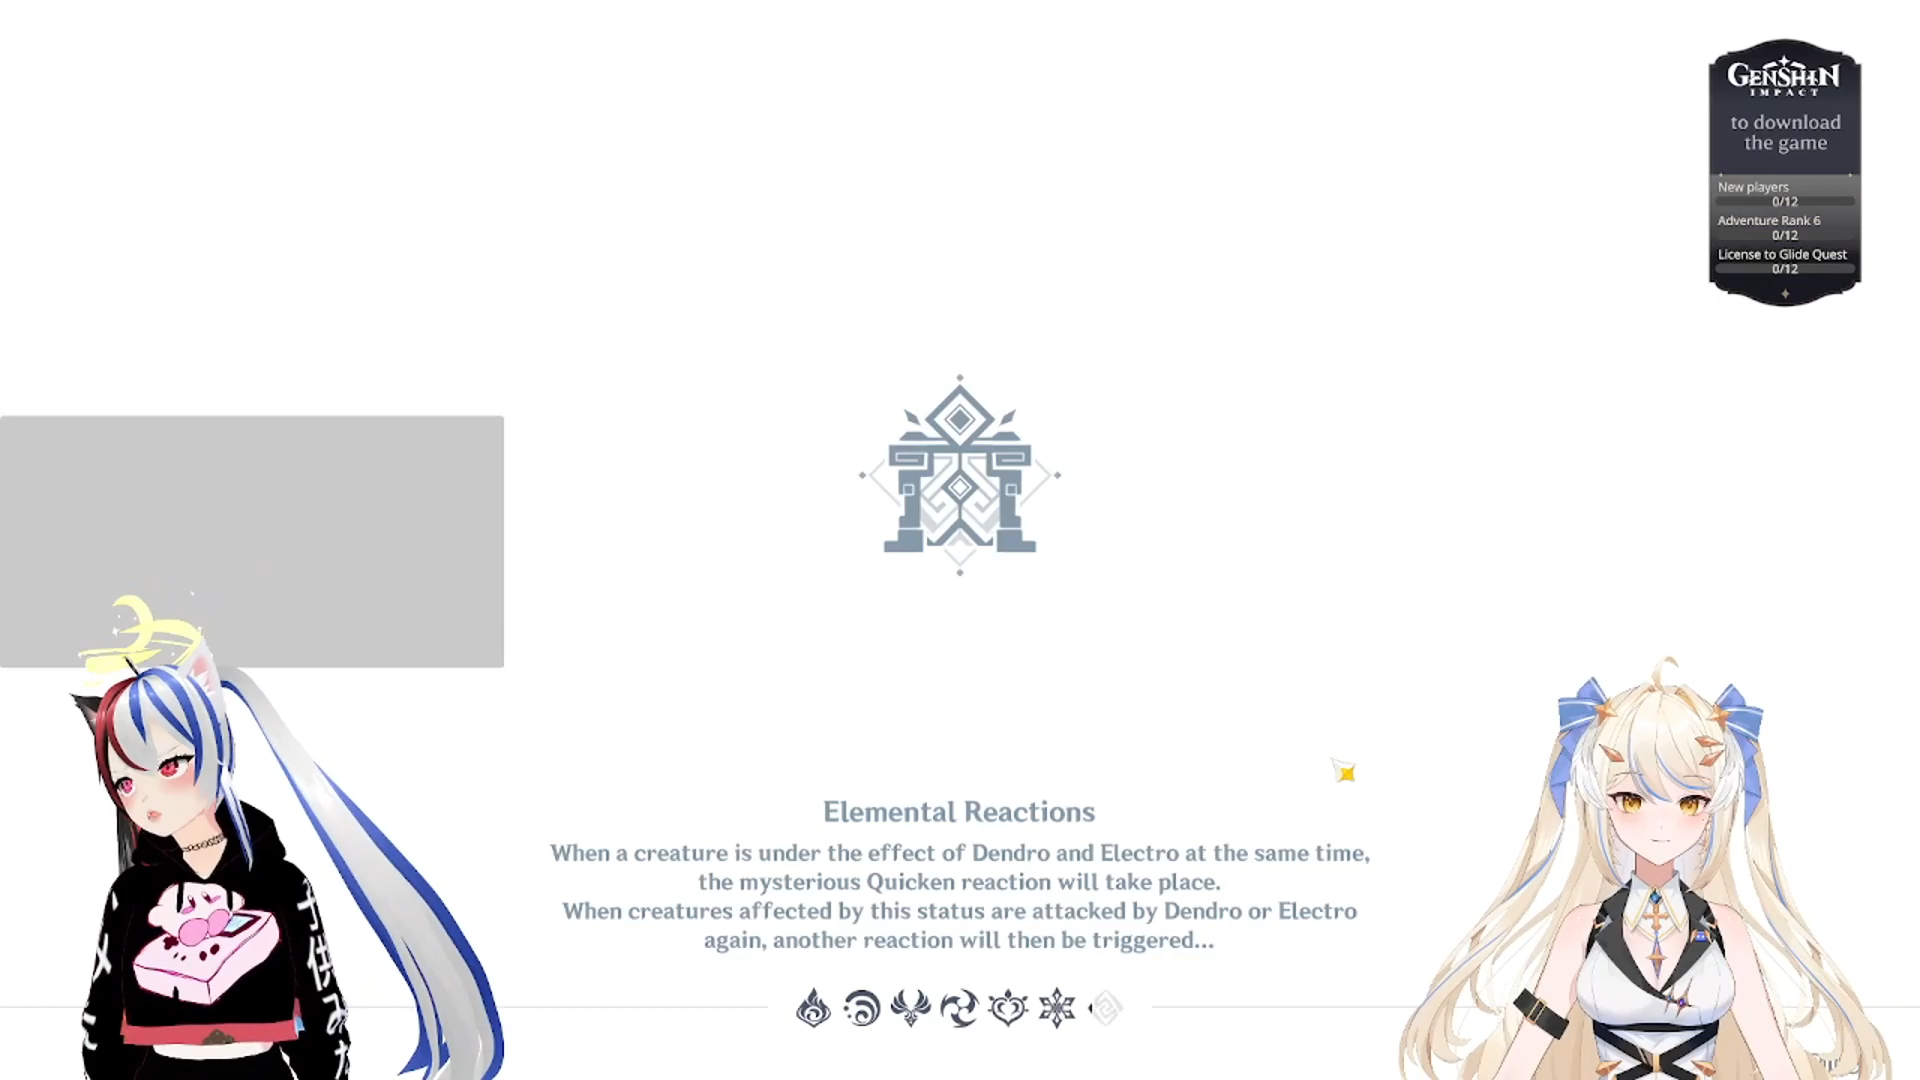 GENSHIN
IMPACT
to download
the game
New players
0/12
Adventure Rank 6
0/12
License to Glide Quest
0/12
Elemental Reactions
When a creature is under the effect of Dendro and Electro at the same time,
the mysterious Quicken reaction will take place.
When creatures affected by this status are attacked by Dendro or Electro
again, another reaction will then be triggered...